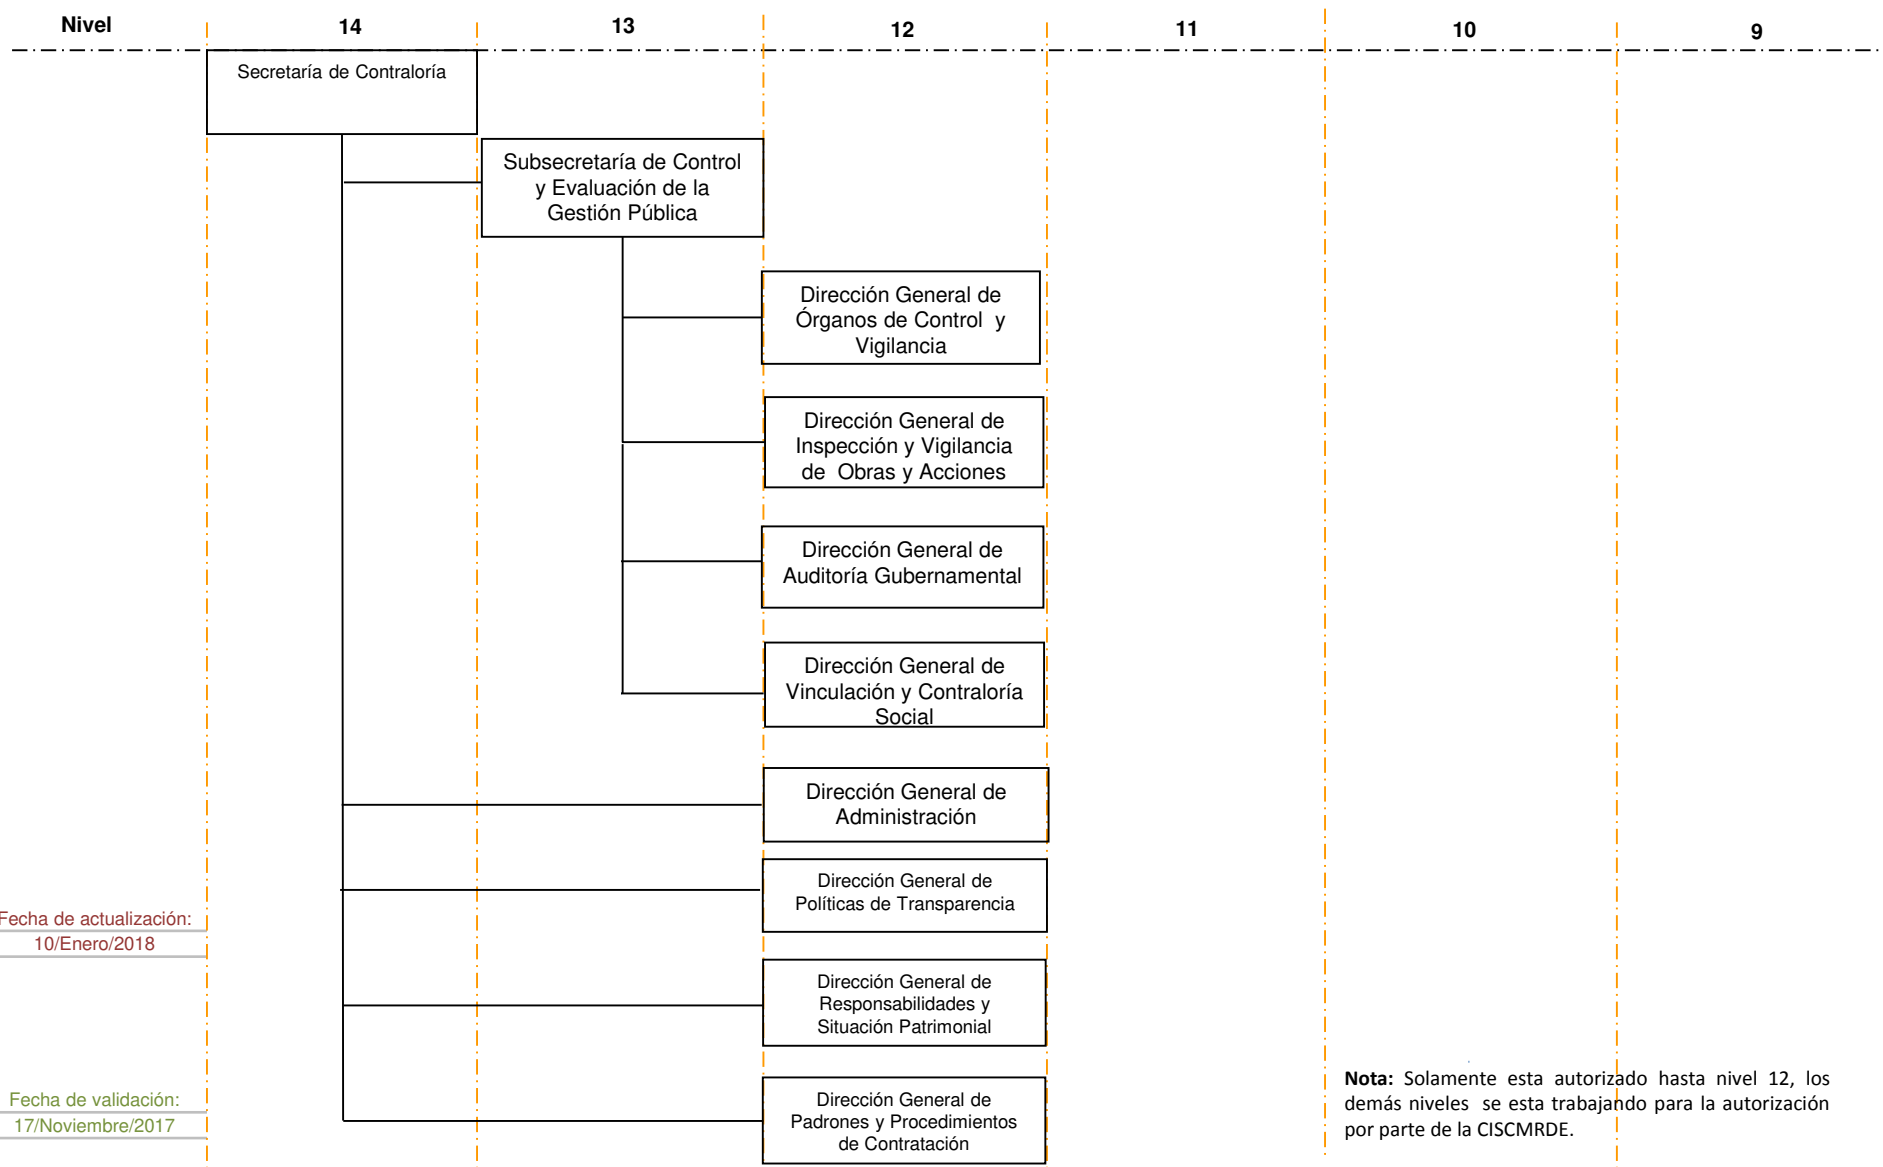 Nivel 14 13 12 11 10 9
Secretaría de Contraloría
Subsecretaría de Control
y Evaluación de la
Gestión Pública
Dirección General de
Órganos de Control y
Vigilancia
Dirección General de
Inspección y Vigilancia
de Obras y Acciones
Dirección General de
Auditoría Gubernamental
Dirección General de
Vinculación y Contraloría
Social
Dirección General de
Administración
Dirección General de
Políticas de Transparencia
Fecha de actualización:
10/Enero/2018
Dirección General de
Responsabilidades y
Situación Patrimonial
Fecha de validación:
17/Noviembre/2017
Dirección General de
Padrones y Procedimientos
de Contratación
Nota: Solamente esta autorizado hasta nivel 12, los
demás niveles se esta trabajando para la autorización
por parte de la CISCMRDE.